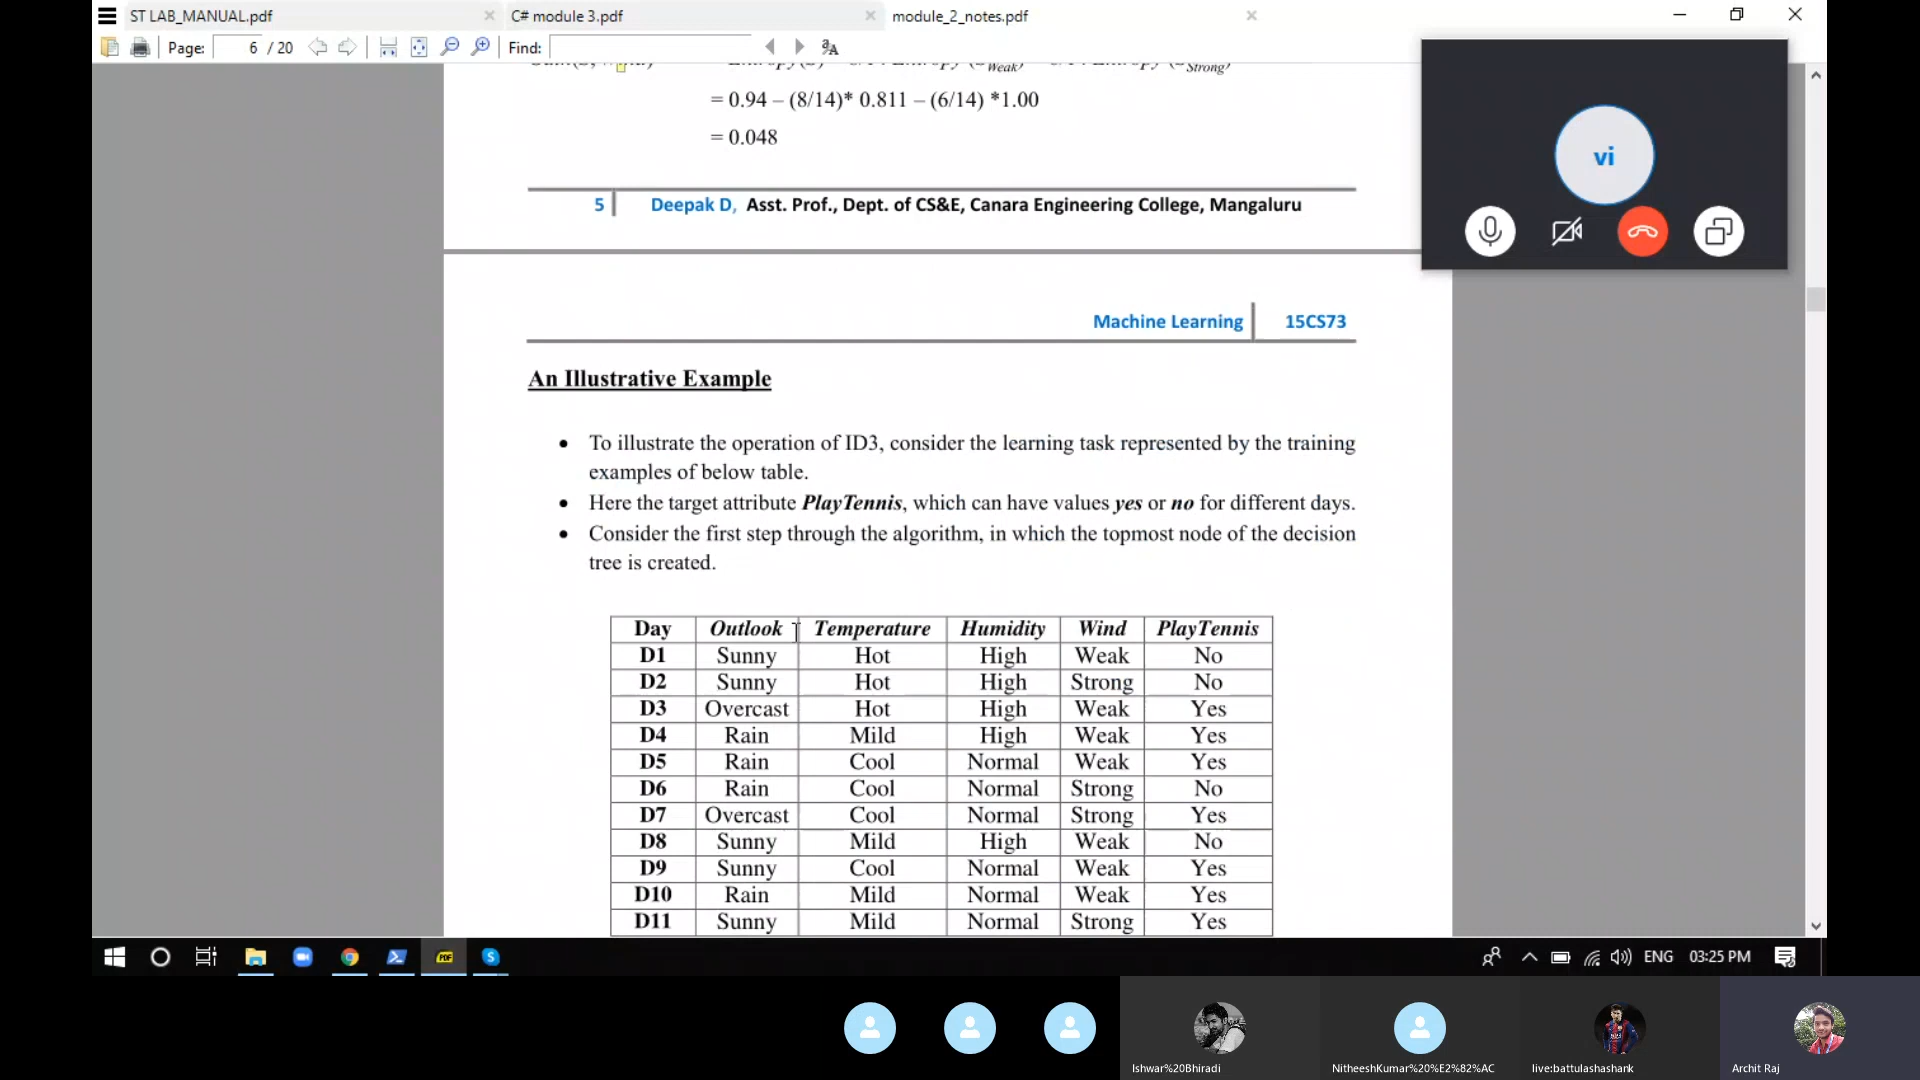 ST LAB_MANUAL.pdf
C# module 3.pdf
module_2_notes.pdf
Page: 6 / 20
Find:
Weak
Strong
= 0.94 – (8/14)* 0.811 – (6/14) *1.00
= 0.048
5 Deepak D, Asst. Prof., Dept. of CS&E, Canara Engineering College, Mangaluru
vi
Machine Learning 15CS73
An Illustrative Example
• To illustrate the operation of ID3, consider the learning task represented by the training
examples of below table.
• Here the target attribute PlayTennis, which can have values yes or no for different days.
• Consider the first step through the algorithm, in which the topmost node of the decision
tree is created.
Day Outlook Temperature Humidity Wind PlayTennis
D1 Sunny Hot High Weak No
D2 Sunny Hot High Strong No
D3 Overcast Hot High Weak Yes
D4 Rain Mild High Weak Yes
D5 Rain Cool Normal Weak Yes
D6 Rain Cool Normal Strong No
D7 Overcast Cool Normal Strong Yes
D8 Sunny Mild High Weak No
D9 Sunny Cool Normal Weak Yes
D10 Rain Mild Normal Weak Yes
D11 Sunny Mild Normal Strong Yes
PDF
ENG 03:25 PM
Ishwar%20Bhiradi
NitheeshKumar%20%E2%82%AC
live:battulashashank
Archit Raj